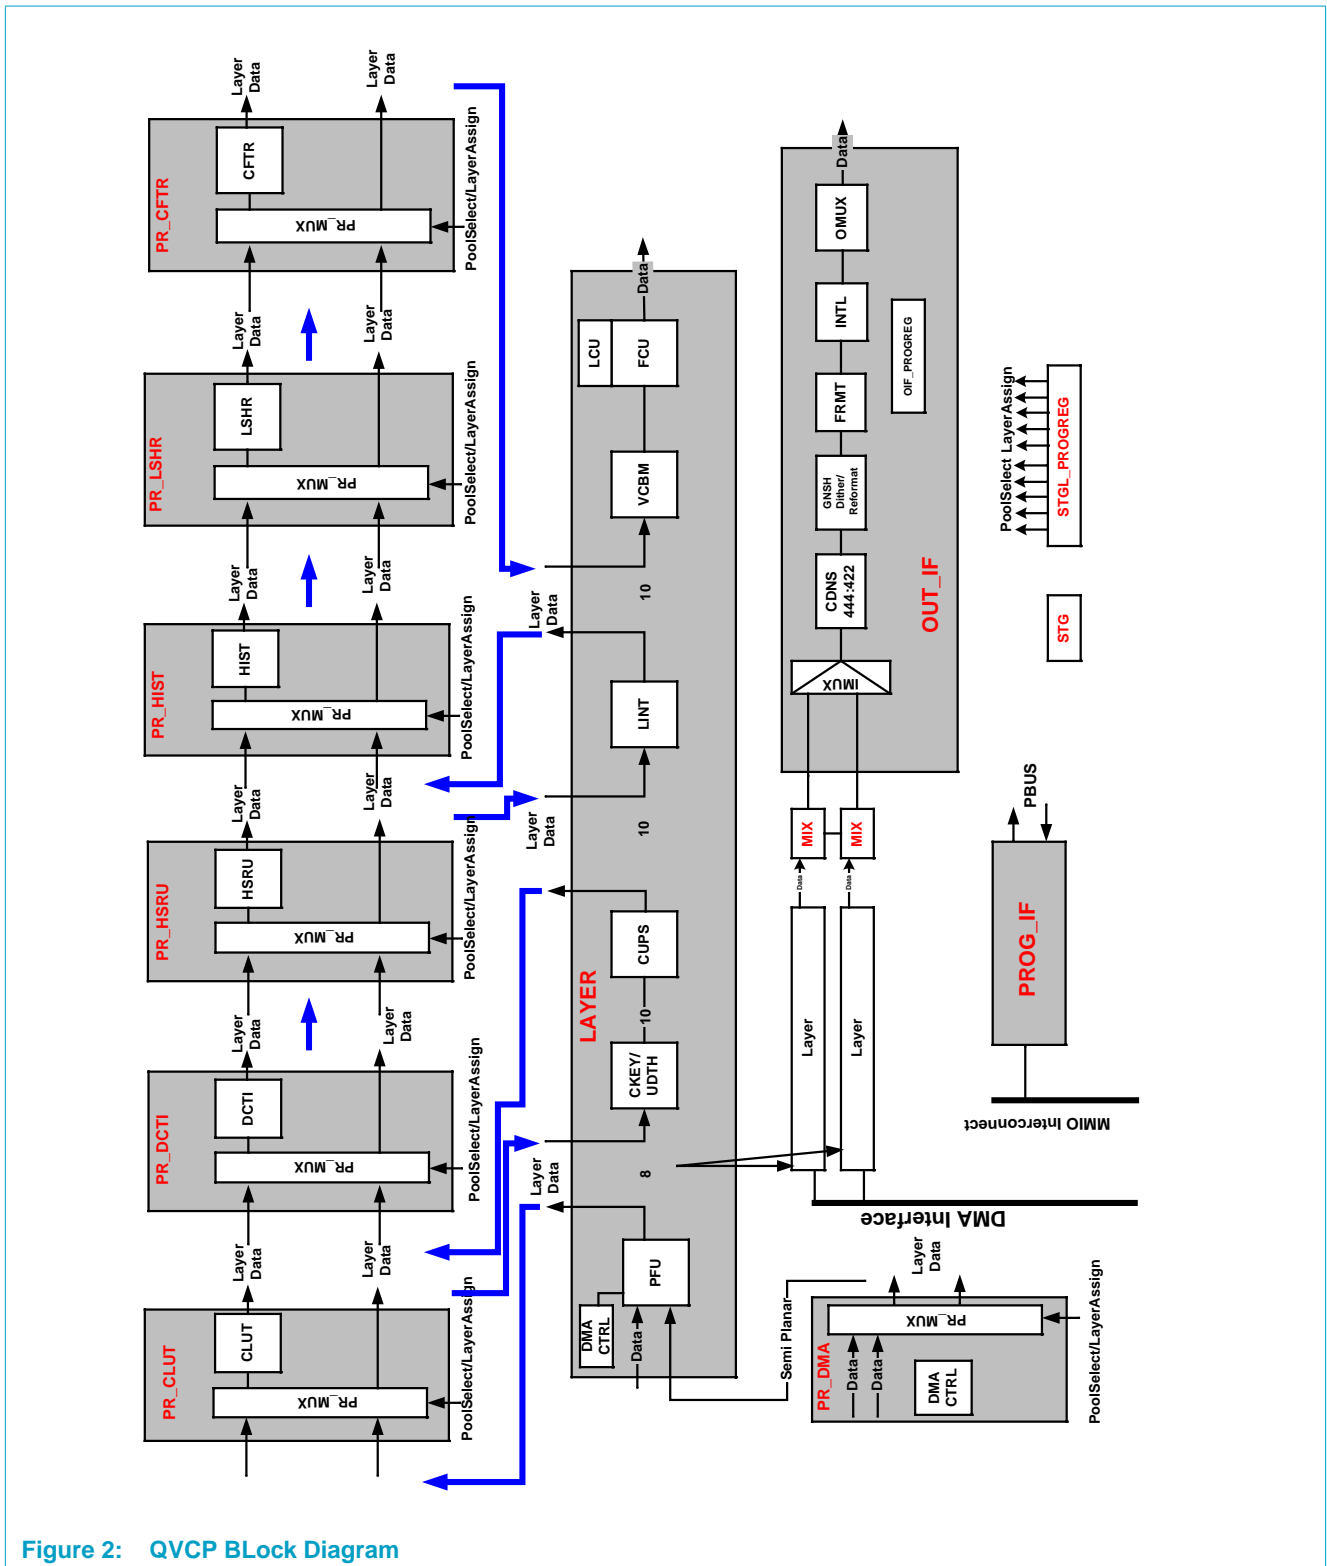 Layer
Data
Layer
Data
CFTR
PR_MUX
PR_CFTR
PoolSelect/LayerAssign
Layer
Data
Layer
Data
LSHR
PR_MUX
PR_LSHR
PoolSelect/LayerAssign
Layer
Data
Layer
Data
HIST
PR_MUX
PR_HIST
PoolSelect/LayerAssign
Layer
Data
Layer
Data
HSRU
PR_MUX
PR_HSRU
PoolSelect/LayerAssign
Layer
Data
Layer
Data
DCTI
PR_MUX
PR_DCTI
PoolSelect/LayerAssign
Layer
Data
Layer
Data
CLUT
PR_MUX
PR_CLUT
PoolSelect/LayerAssign
Data
LCU
FCU
VCBM
10
Layer
Data
LINT
10
Layer
Data
CUPS
LAYER
10
CKEY/
UDTH
8
Layer
Data
PFU
DMA
CTRL
Data
Semi Planar
Data
OMUX
INTL
OIF_PROGREG
FRMT
GNSH
Dither/
Reformat
CDNS
444:422
OUT_IF
IMUX
MIX
MIX
Data
Data
Layer
Layer
DMA Interface
Layer
Data
PR_MUX
PR_DMA
Data
Data
DMA
CTRL
PoolSelect/LayerAssign
PoolSelect LayerAssign
STGL_PROGREG
STG
PBUS
PROG_IF
MMIO Interconnect
Figure 2: QVCP BLock Diagram